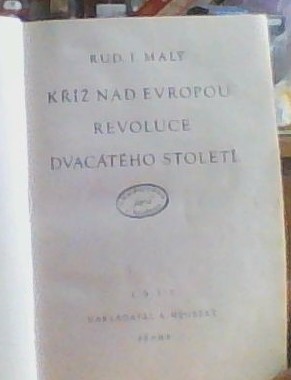 RUD. I. MALÝ
KŘÍŽ NAD EVROPOU
REVOLUCE
DVACÁTÉHO STOLETÍ
PRAHA